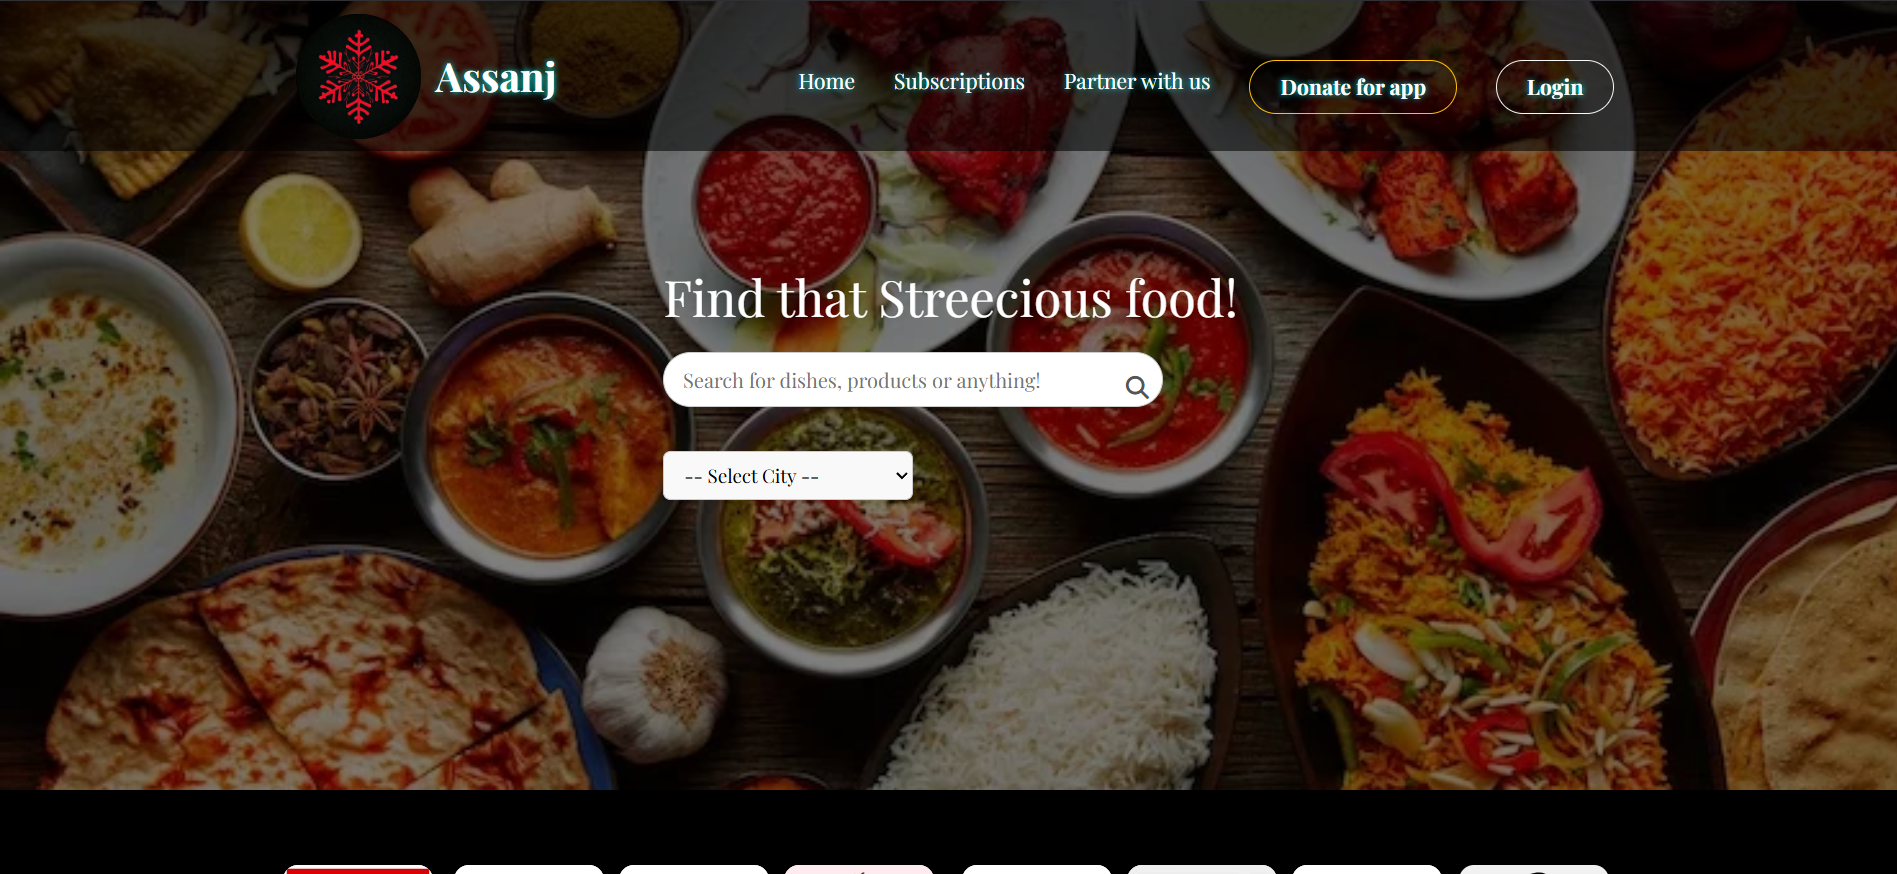 Assanj
Home
Subscriptions
Partner with us
Donate for app
Login
Find that Streecious food!
Search for dishes, products or anything!
-- Select City --